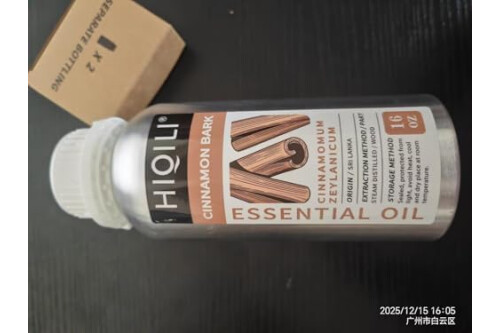 SEPARATE BOTTLING
X 2
HIQILI®
CINNAMON BARK
CINNAMOMUM
ZEYLANICUM
ORIGIN / SRI LANKA
EXTRACTION METHOD / PART
STEAM DISTILLED / WOOD
STORAGE METHOD
Sealed, protected from
light, avoid heat, cool
and dry place at room
temperature.
16
OZ
ESSENTIAL OIL
2025/12/15 16:05
广州市白云区